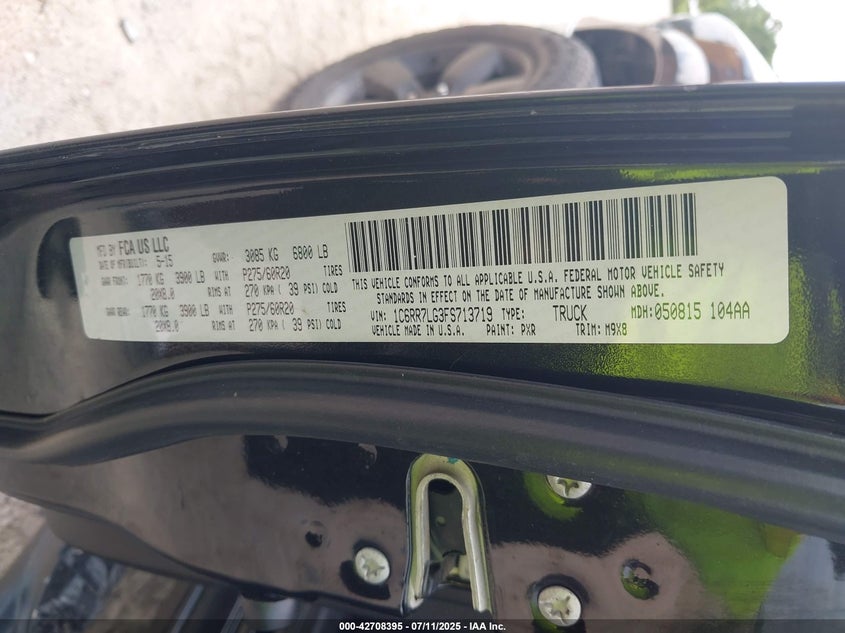 MFD BY FCA US LLC
DATE OF MFR(BUILT): 5-15 GVWR: 3085 KG 6800 LB
GAWR FRONT: 1770 KG 3900 LB WITH P275/60R20 TIRES
20X8.0 RIMS AT 270 KPA ( 39 PSI) COLD
GAWR REAR: 1770 KG 3900 LB WITH P275/60R20 TIRES
20X8.0 RIMS AT 270 KPA ( 39 PSI) COLD
THIS VEHICLE CONFORMS TO ALL APPLICABLE U.S.A. FEDERAL MOTOR VEHICLE SAFETY
STANDARDS IN EFFECT ON THE DATE OF MANUFACTURE SHOWN ABOVE.
VIN: 1C6RR7LG3FS713719 TYPE: TRUCK MDH:050815 104AA
VEHICLE MADE IN U.S.A. PAINT: PXR TRIM: M9X8
000-42708395 - 07/11/2025 - IAA Inc.